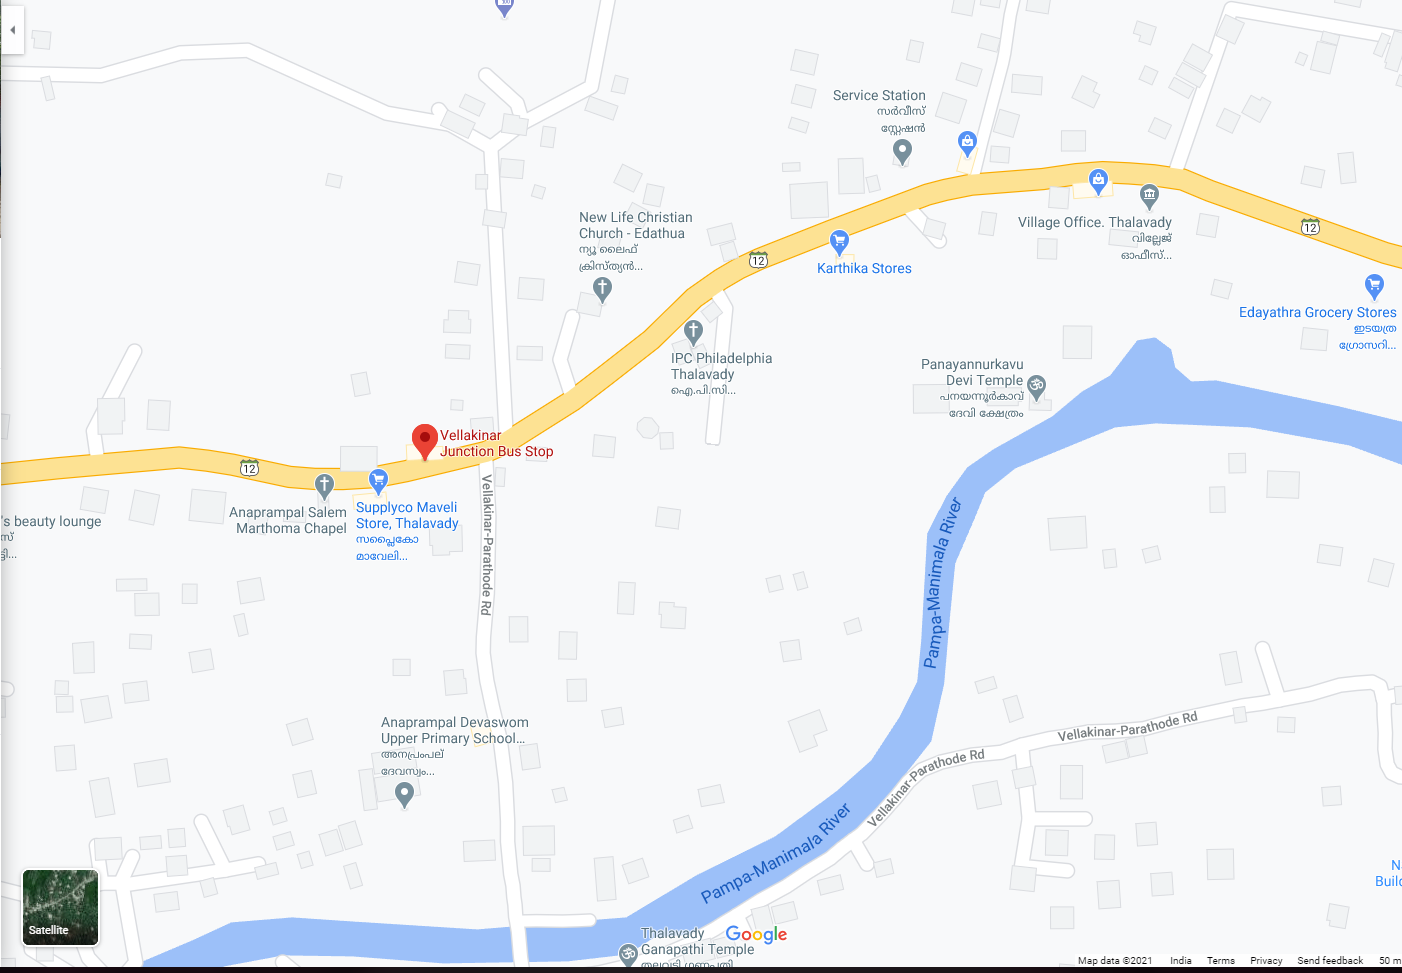 Service Station
സർവീസ്
സ്റ്റേഷൻ
New Life Christian
Church - Edathua
ന്യൂ ലൈഫ്
ക്രിസ്ത്യൻ...
Village Office. Thalavady
വില്ലേജ്
ഓഫീസ്...
12
12
Karthika Stores
Edayathra Grocery Stores
ഇടയത്ര
ഗ്രോസറി...
IPC Philadelphia
Thalavady
ഐ.പി.സി...
Panayannurkavu
Devi Temple
പനയന്നൂർകാവ്
ദേവി ക്ഷേത്രം
Vellakinar
Junction Bus Stop
12
Anaprampal Salem
Marthoma Chapel
Supplyco Maveli
Store, Thalavady
സപ്ലൈകോ
മാവേലി...
's beauty lounge
Vellakinar-Parathode Rd
Pampa-Manimala River
Anaprampal Devaswom
Upper Primary School...
അനപ്രംപല്
ദേവസ്വം...
Vellakinar-Parathode Rd
Vellakinar-Parathode Rd
Pampa-Manimala River
Satellite
Thalavady
Ganapathi Temple
Google
Map data ©2021 India Terms Privacy Send feedback 50 m